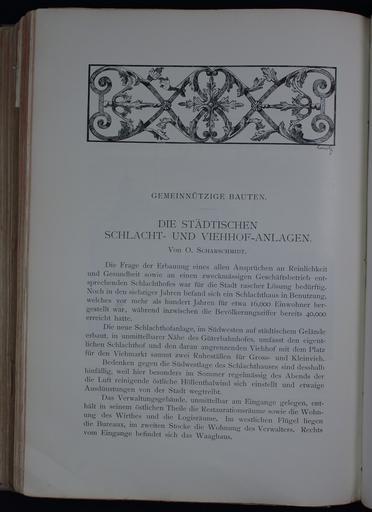 GEMEINNÜTZIGE BAUTEN.
DIE STÄDTISCHEN
SCHLACHT- UND VIEHHOF-ANLAGEN.
Von O. Scharschmidt.
Die Frage der Erbauung eines allen Ansprüchen an Reinlichkeit
und Gesundheit sowie an einen zweckmässigen Geschäftsbetrieb ent-
sprechenden Schlachthofes war für die Stadt rascher Lösung bedürftig.
Noch in den siebziger Jahren befand sich ein Schlachthaus in Benutzung,
welches vor mehr als hundert Jahren für etwa 16,000 Einwohner her-
gestellt war, während inzwischen die Bevölkerungsziffer bereits 40,000
erreicht hatte.
Die neue Schlachthofanlage, im Südwesten auf städtischem Gelände
erbaut, in unmittelbarer Nähe des Güterbahnhofes, umfasst den eigent-
lichen Schlachthof und den daran angrenzenden Viehhof mit dem Platz
für den Viehmarkt sammt zwei Ruheställen für Gross- und Kleinvieh.
Bedenken gegen die Südwestlage des Schlachthauses sind desshalb
hinfällig, weil hier besonders im Sommer regelmässig des Abends der
die Luft reinigende östliche Höllenthalwind sich einstellt und etwaige
Ausdünstungen von der Stadt wegtreibt.
Das Verwaltungsgebäude, unmittelbar am Eingange gelegen, ent-
hält in seinem östlichen Theile die Restaurationsräume sowie die Wohn-
ung des Wirthes und die Logisräume. Im westlichen Flügel liegen
die Bureaux, im zweiten Stocke die Wohnung des Verwalters. Rechts
vom Eingange befindet sich das Waaghaus.